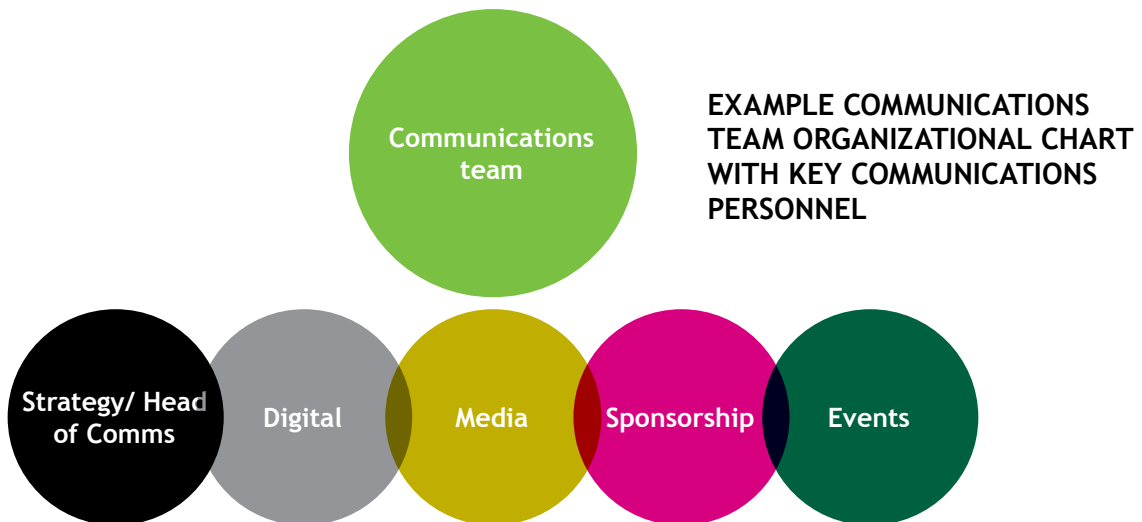 Communications
team
EXAMPLE COMMUNICATIONS
TEAM ORGANIZATIONAL CHART
WITH KEY COMMUNICATIONS
PERSONNEL
Strategy/ Head
of Comms
Digital
Media
Sponsorship
Events